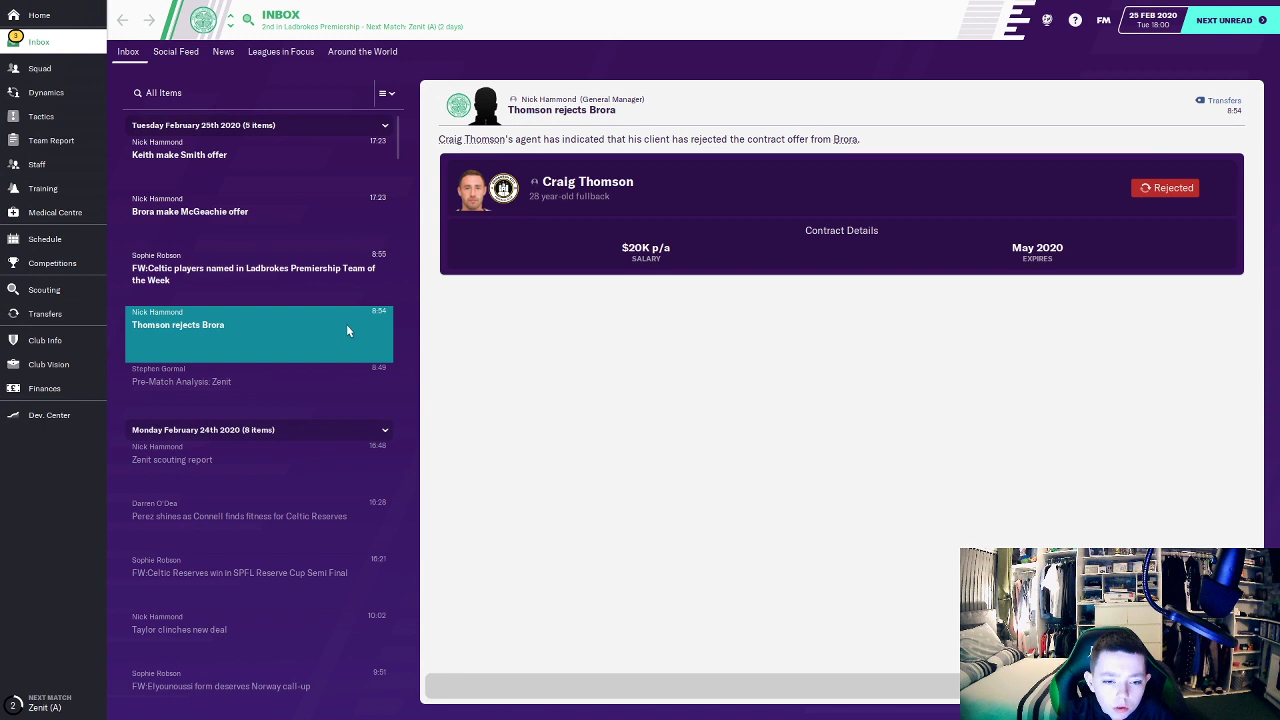 INBOX
2nd in Ladbrokes Premiership - Next Match: Zenit (A) (2 days)
FM
25 FEB 2020
Tue 18:00
NEXT UNREAD
3
Inbox
Squad
Dynamics
Tactics
Team Report
Staff
Training
Medical Centre
Schedule
Competitions
Scouting
Transfers
Club Info
Club Vision
Finances
Dev. Center
2
NEXT MATCH
Zenit (A)
Inbox
Social Feed
News
Leagues in Focus
Around the World
All Items
Tuesday February 25th 2020 (5 items)
Nick Hammond 17:23
Keith make Smith offer
Nick Hammond 17:23
Brora make McGeachie offer
Sophie Robson 8:55
FW:Celtic players named in Ladbrokes Premiership Team of
the Week
Nick Hammond 8:54
Thomson rejects Brora
Stephen Gormal 8:49
Pre-Match Analysis: Zenit
Monday February 24th 2020 (8 items)
Nick Hammond 16:48
Zenit scouting report
Darren O'Dea 16:28
Perez shines as Connell finds fitness for Celtic Reserves
Sophie Robson 16:21
FW:Celtic Reserves win in SPFL Reserve Cup Semi Final
Nick Hammond 10:02
Taylor clinches new deal
Sophie Robson 9:51
FW:Elyounoussi form deserves Norway call-up
Nick Hammond (General Manager)
Thomson rejects Brora
Transfers
8:54
Craig Thomson's agent has indicated that his client has rejected the contract offer from Brora.
Craig Thomson
28 year-old fullback
Rejected
Contract Details
$20K p/a
SALARY
May 2020
EXPIRES